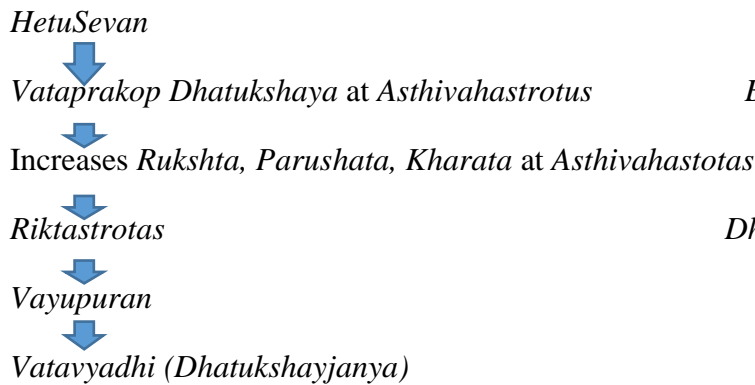 HetuSevan
Vataprakop Dhatukshaya at Asthivahastrotus
Increases Rukshta, Parushata, Kharata at Asthivahastotas
Riktastrotas
Vayupuran
Vatavyadhi (Dhatukshayjanya)